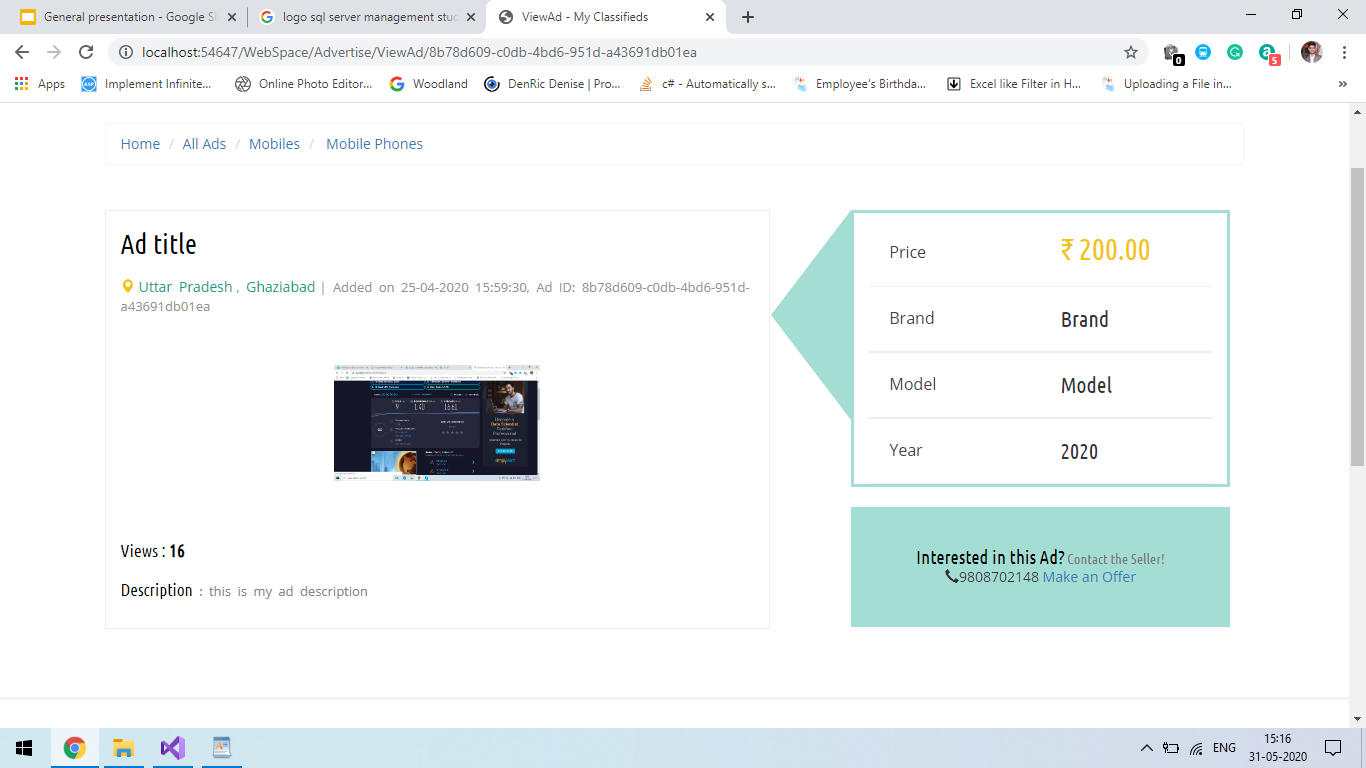 General presentation - Google Sl
logo sql server management stud
ViewAd - My Classifieds
localhost:54647/WebSpace/Advertise/ViewAd/8b78d609-c0db-4bd6-951d-a43691db01ea
0
5
Apps
Implement Infinite...
Online Photo Editor...
Woodland
DenRic Denise | Pro...
c# - Automatically s...
Employee's Birthda...
Excel like Filter in H...
Uploading a File in...
»
Home / All Ads / Mobiles / Mobile Phones
Ad title
Uttar Pradesh , Ghaziabad | Added on 25-04-2020 15:59:30, Ad ID: 8b78d609-c0db-4bd6-951d-
a43691db01ea
Views : 16
Description : this is my ad description
Price ₹ 200.00
Brand Brand
Model Model
Year 2020
Interested in this Ad? Contact the Seller!
9808702148 Make an Offer
ENG
15:16
31-05-2020